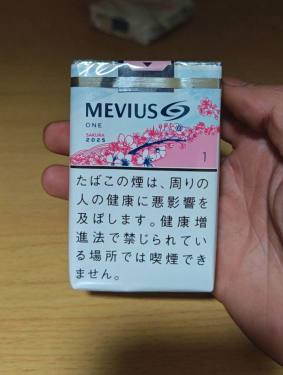 MEVIUS
ONE
SAKURA
2025
1
たばこの煙は、周りの
人の健康に悪影響を
及ぼします。健康増
進法で禁じられてい
る場所では喫煙でき
ません。